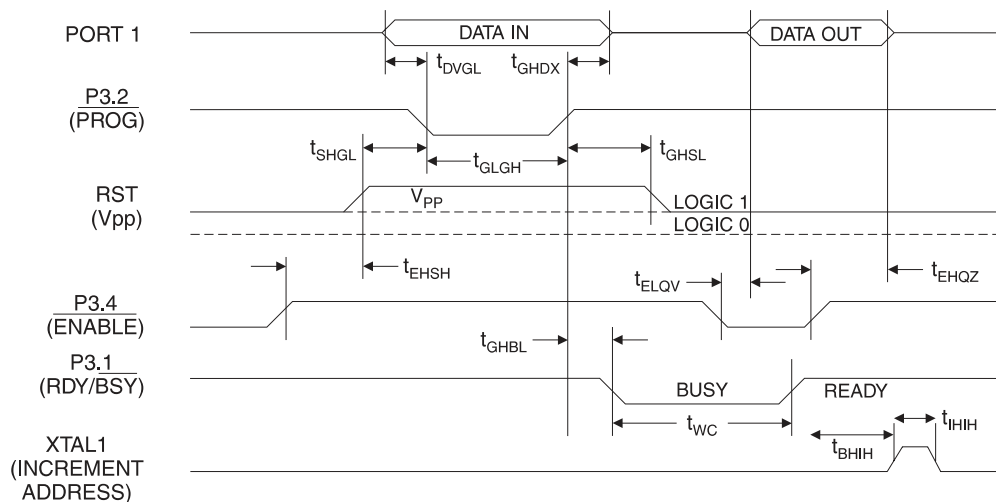 PORT 1
DATA IN
DATA OUT
tDVGL
tGHDX
P3.2
(PROG)
tSHGL
tGLGH
tGHSL
RST
(Vpp)
VPP
LOGIC 1
LOGIC 0
tEHSH
tELQV
tEHQZ
P3.4
(ENABLE)
tGHBL
P3.1
(RDY/BSY)
BUSY
READY
tWC
tIHIH
tBHIH
XTAL1
(INCREMENT
ADDRESS)